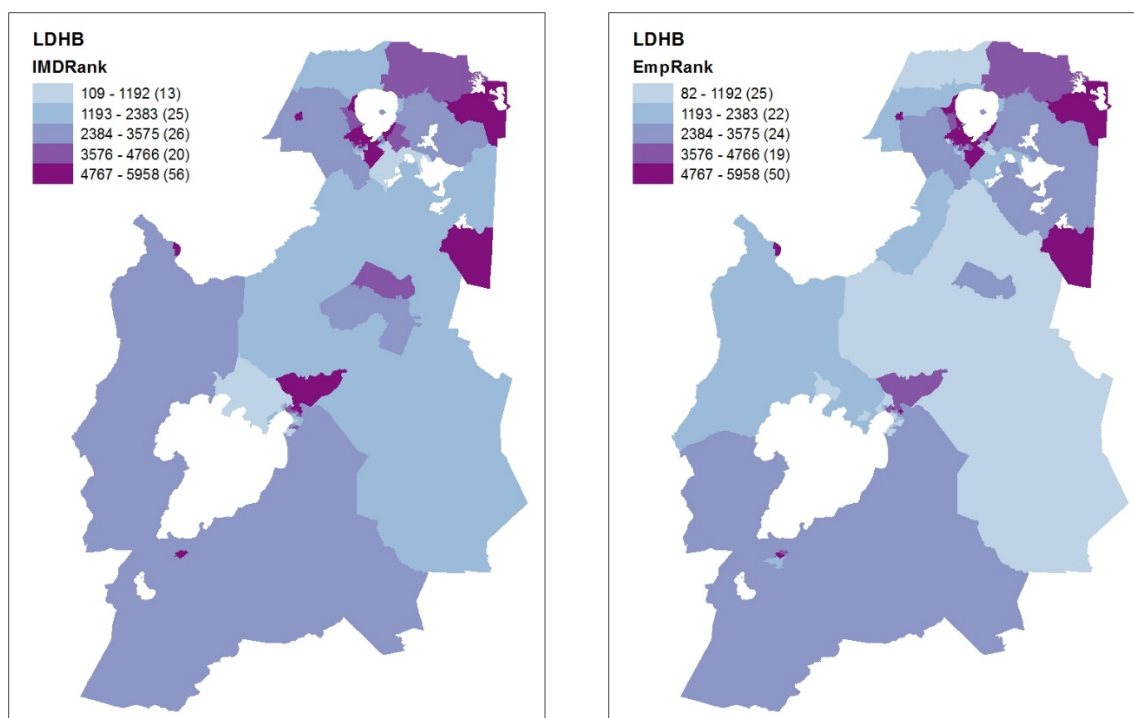 LDHB
IMDRank
109 - 1192 (13)
1193 - 2383 (25)
2384 - 3575 (26)
3576 - 4766 (20)
4767 - 5958 (56)
LDHB
EmpRank
82 - 1192 (25)
1193 - 2383 (22)
2384 - 3575 (24)
3576 - 4766 (19)
4767 - 5958 (50)